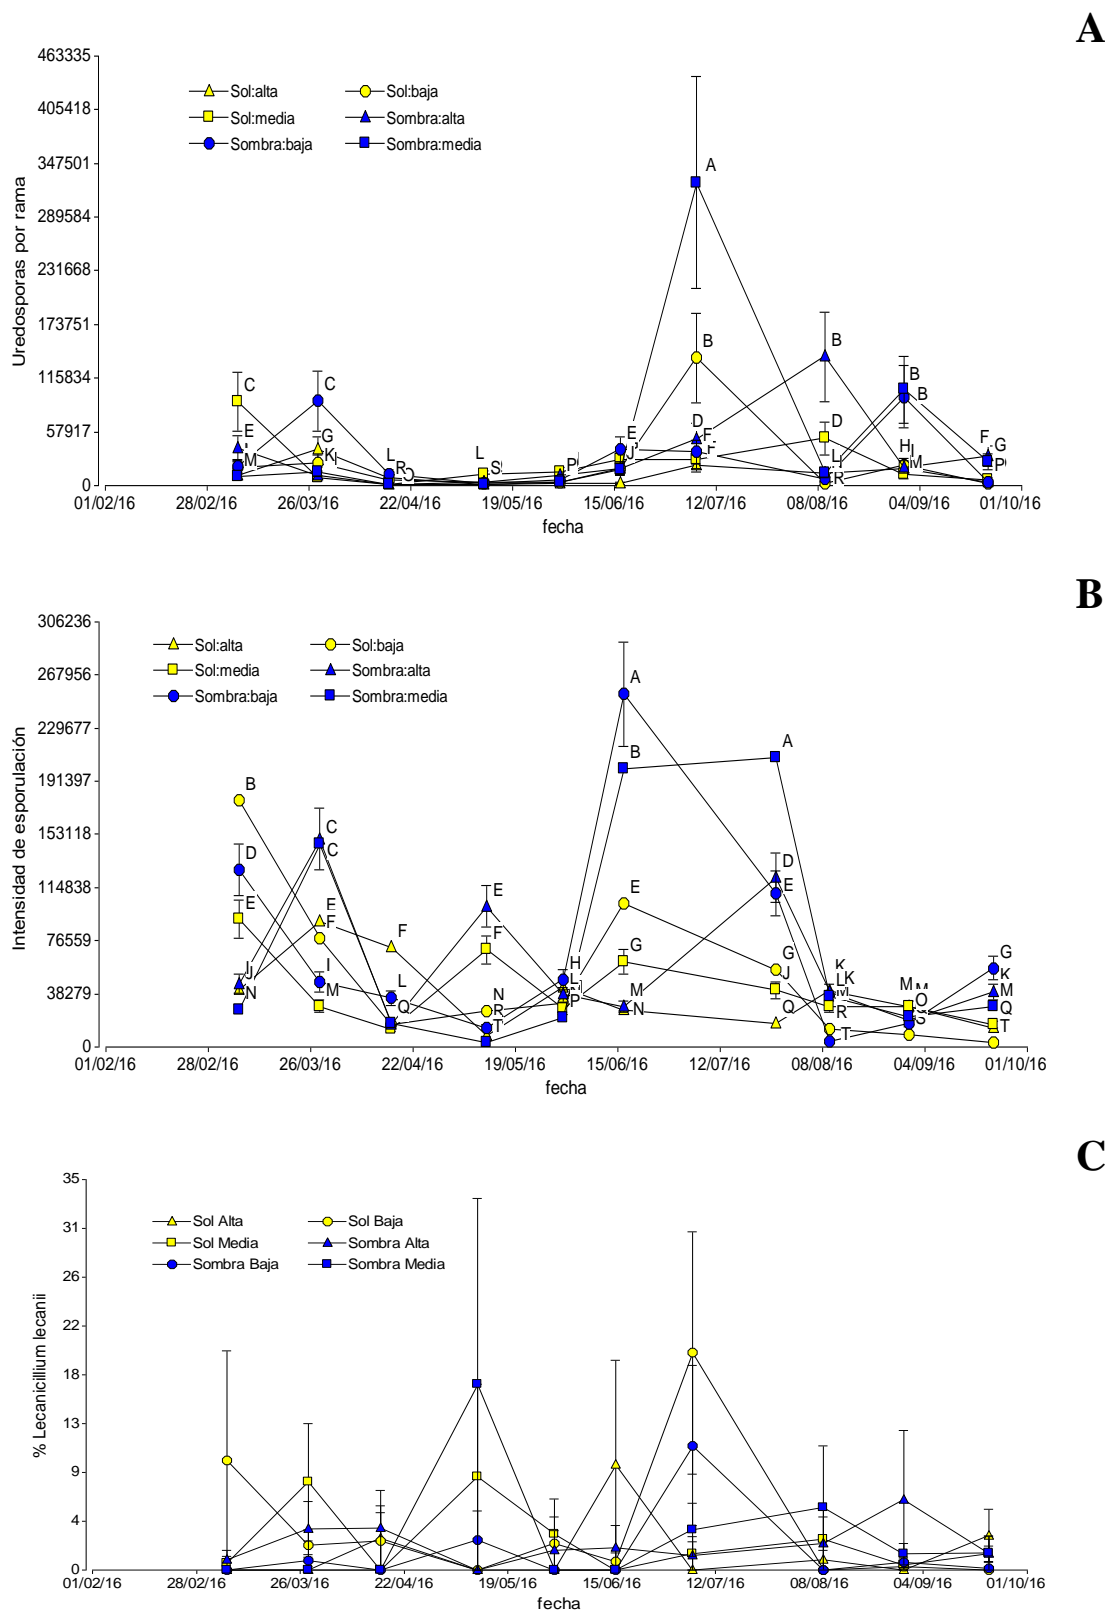 A
463335
405418
347501
289584
231668
173751
115834
57917
0
Uredosporas por rama
Sol:alta Sol:baja
Sol:media Sombra:alta
Sombra:baja Sombra:media
A
B B
C C
B
B
E G D F D
E
F G
M K L R O L S P J L R H M P
01/02/16 28/02/16 26/03/16 22/04/16 19/05/16 15/06/16 12/07/16 08/08/16 04/09/16 01/10/16
fecha
B
306236
267956
229677
191397
153118
114838
76559
38279
0
Intensidad de esporulación
Sol:alta Sol:baja
Sol:media Sombra:alta
Sombra:baja Sombra:media
A
B A
B
C
C
D D
E E E E E
F F F
G G G
J I L H J K L K M K
N M Q N P M N Q R M O M
R S Q
T T T
01/02/16 28/02/16 26/03/16 22/04/16 19/05/16 15/06/16 12/07/16 08/08/16 04/09/16 01/10/16
fecha
C
35
31
26
22
18
13
9
4
0
% Lecanicillium lecanii
Sol Alta Sol Baja
Sol Media Sombra Alta
Sombra Baja Sombra Media
01/02/16 28/02/16 26/03/16 22/04/16 19/05/16 15/06/16 12/07/16 08/08/16 04/09/16 01/10/16
fecha